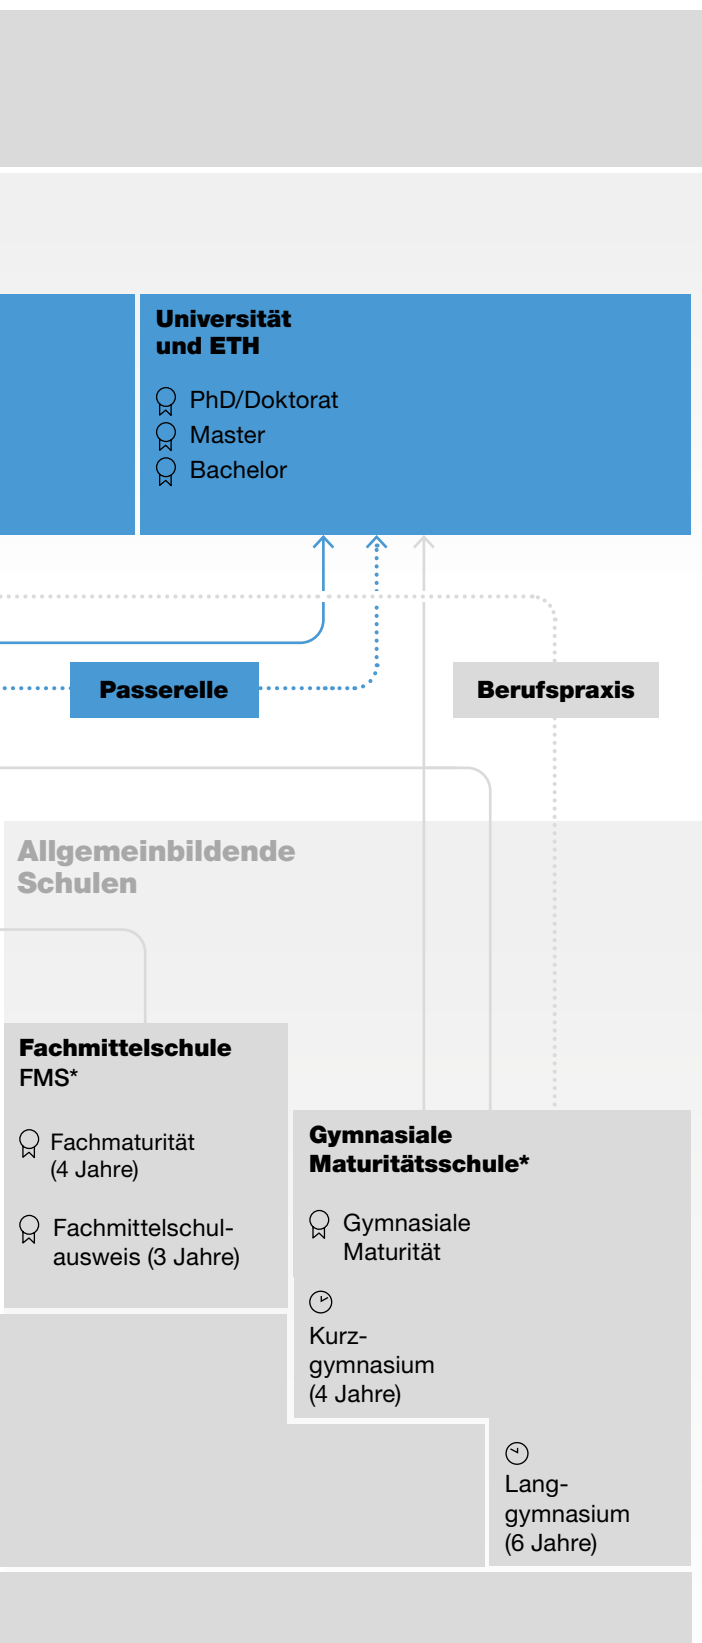 Universität
und ETH
PhD/Doktorat
Master
Bachelor
Passerelle
Berufspraxis
Allgemeinbildende
Schulen
Fachmittelschule
FMS*
Fachmaturität
(4 Jahre)
Fachmittelschul-
ausweis (3 Jahre)
Gymnasiale
Maturitätsschule*
Gymnasiale
Maturität
Kurz-
gymnasium
(4 Jahre)
Lang-
gymnasium
(6 Jahre)